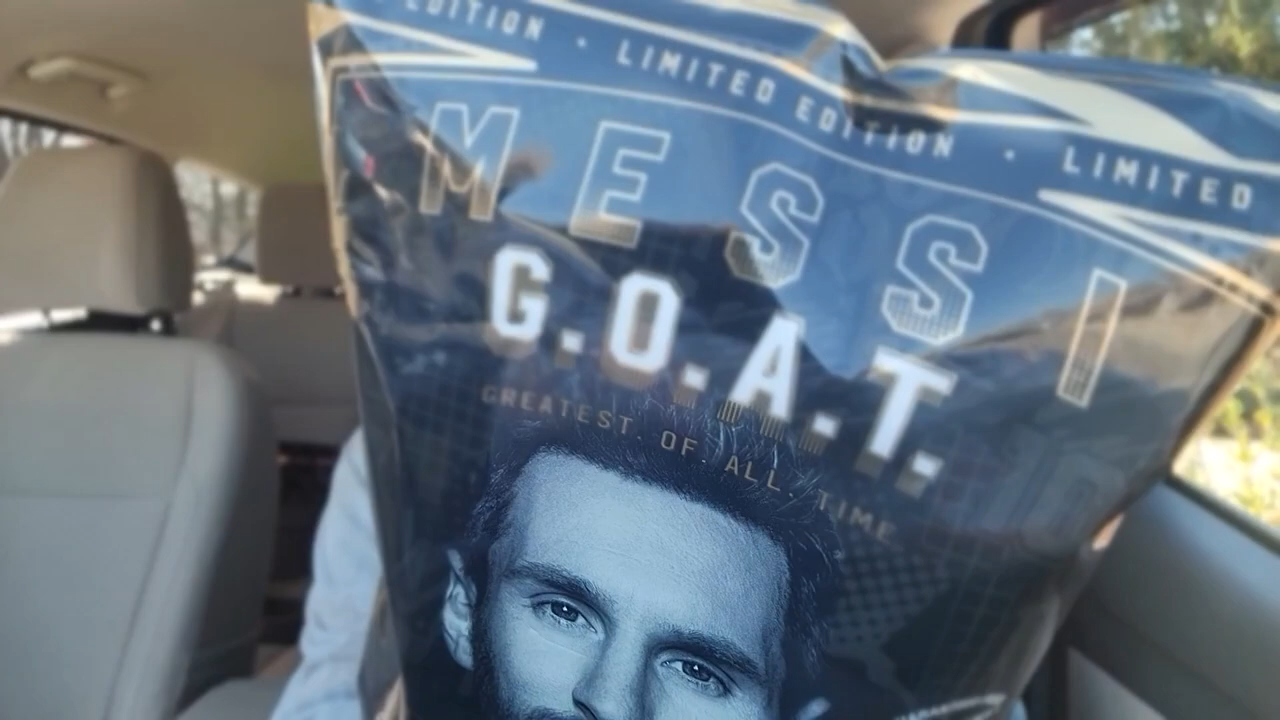 EDITION · LIMITED EDITION · LIMITED
MESSI
G.O.A.T.
GREATEST. OF. ALL. TIME